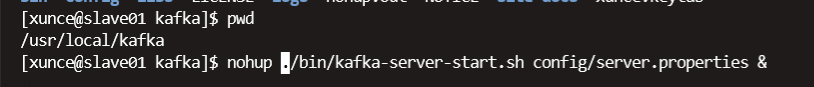 [xunce@slave01 kafka]$ pwd
/usr/local/kafka
[xunce@slave01 kafka]$ nohup ./bin/kafka-server-start.sh config/server.properties &